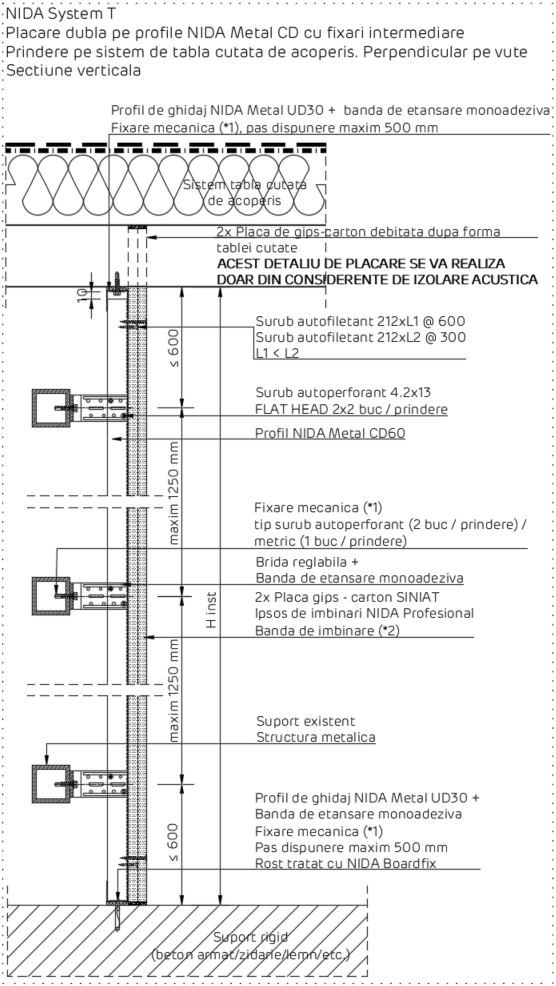 NIDA System T
Placare dubla pe profile NIDA Metal CD cu fixari intermediare
Prindere pe sistem de tabla cutata de acoperis. Perpendicular pe vute
Sectiune verticala
Profil de ghidaj NIDA Metal UD30 + banda de etansare monoadeziva
Fixare mecanica (*1), pas dispunere maxim 500 mm
Sistem tabla cutata
de acoperis
2x Placa de gips-carton debitata dupa forma
tablei cutate
ACEST DETALIU DE PLACARE SE VA REALIZA
DOAR DIN CONSIDERENTE DE IZOLARE ACUSTICA
10
≤ 600
Surub autofiletant 212xL1 @ 600
Surub autofiletant 212xL2 @ 300
L1 < L2
Surub autoperforant 4.2x13
FLAT HEAD 2x2 buc / prindere
Profil NIDA Metal CD60
maxim 1250 mm
Fixare mecanica (*1)
tip surub autoperforant (2 buc / prindere) /
metric (1 buc / prindere)
Brida reglabila +
Banda de etansare monoadeziva
H inst
2x Placa gips - carton SINIAT
Ipsos de imbinari NIDA Profesional
Banda de imbinare (*2)
maxim 1250 mm
Suport existent
Structura metalica
≤ 600
Profil de ghidaj NIDA Metal UD30 +
Banda de etansare monoadeziva
Fixare mecanica (*1)
Pas dispunere maxim 500 mm
Rost tratat cu NIDA Boardfix
Suport rigid
(beton armat/zidarie/lemn/etc.)